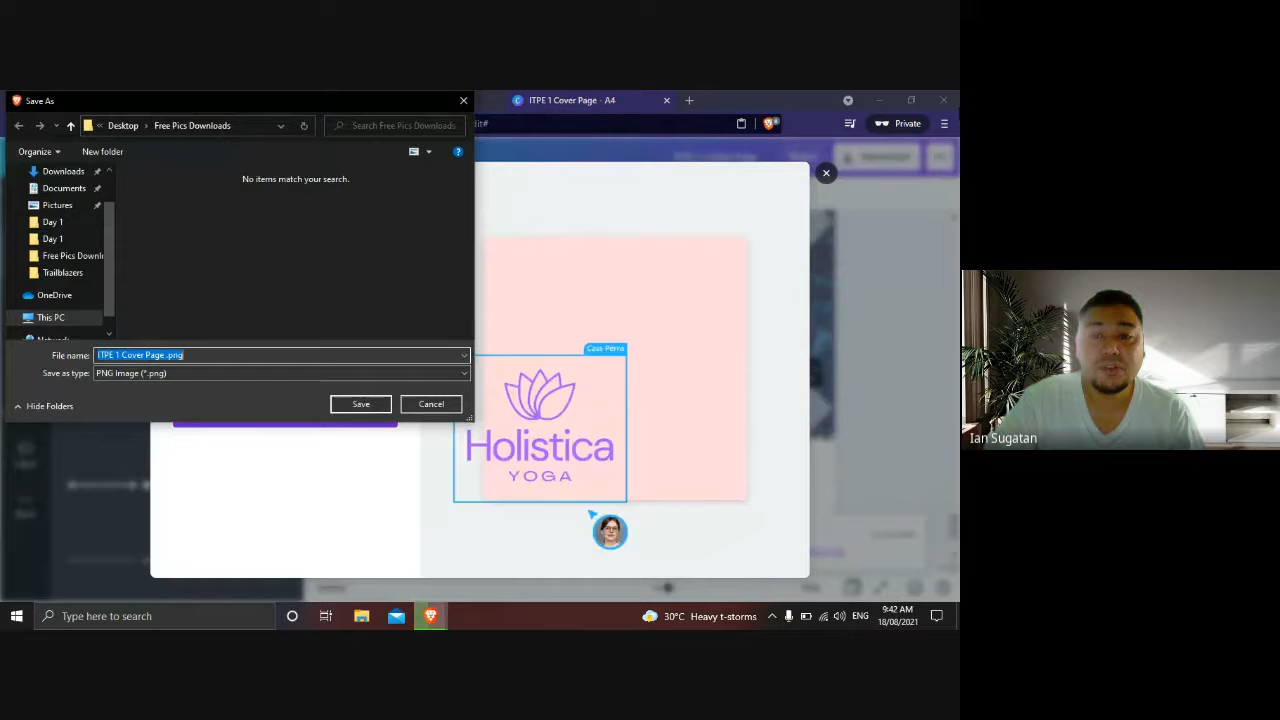 Save As
ITPE 1 Cover Page - A4
Desktop
Free Pics Downloads
Search Free Pics Downloads
dit#
Private
Organize
New folder
No items match your search.
Downloads
Documents
Pictures
Day 1
Day 1
Free Pics Downl
Trailblazers
OneDrive
This PC
File name:
ITPE 1 Cover Page .png
Save as type:
PNG Image (*.png)
Hide Folders
Save
Cancel
Cass Perra
Holistica
YOGA
Ian Sugatan
Type here to search
30°C Heavy t-storms
ENG
9:42 AM
18/08/2021